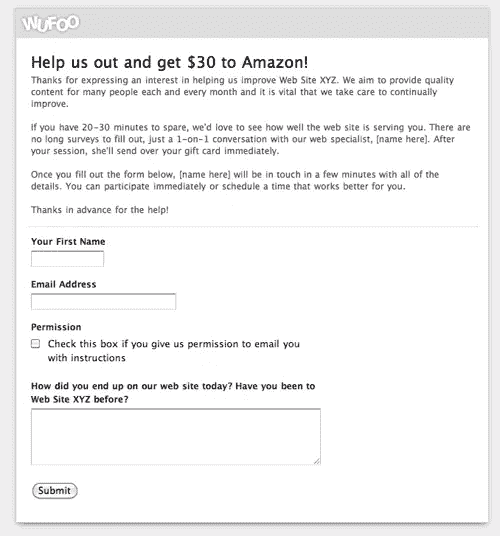 WUFOO
Help us out and get $30 to Amazon!
Thanks for expressing an interest in helping us improve Web Site XYZ. We aim to provide quality
content for many people each and every month and it is vital that we take care to continually
improve.
If you have 20-30 minutes to spare, we'd love to see how well the web site is serving you. There are
no long surveys to fill out, just a 1-on-1 conversation with our web specialist, [name here]. After
your session, she'll send over your gift card immediately.
Once you fill out the form below, [name here] will be in touch in a few minutes with all of the
details. You can participate immediately or schedule a time that works better for you.
Thanks in advance for the help!
Your First Name
Email Address
Permission
Check this box if you give us permission to email you
with instructions
How did you end up on our web site today? Have you been to
Web Site XYZ before?
Submit